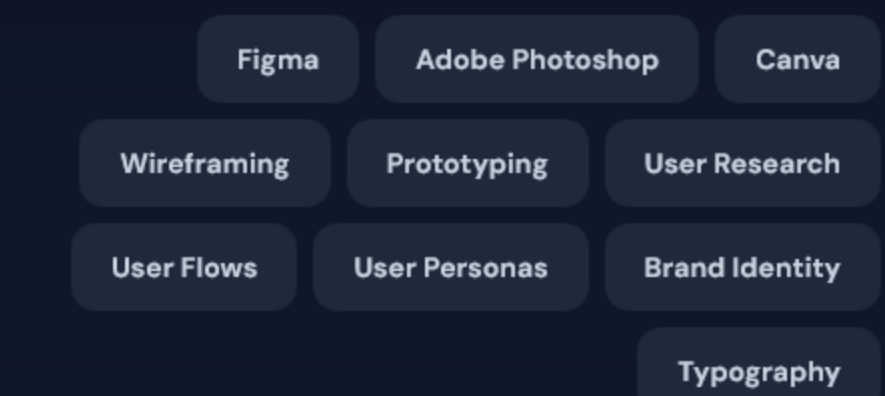 Figma Adobe Photoshop Canva
Wireframing Prototyping User Research
User Flows User Personas Brand Identity
Typography